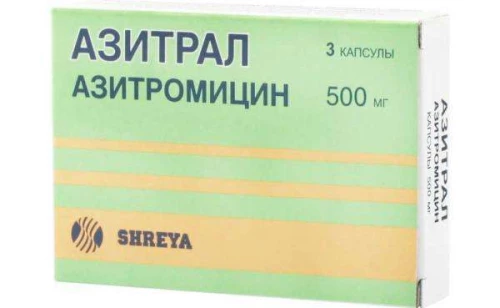 АЗИТРАЛ
3 КАПСУЛЫ
АЗИТРОМИЦИН
500 мг
SHREYA
АЗИТРАЛ
АЗИТРОМИЦИН
КАПСУЛЫ 500 мг